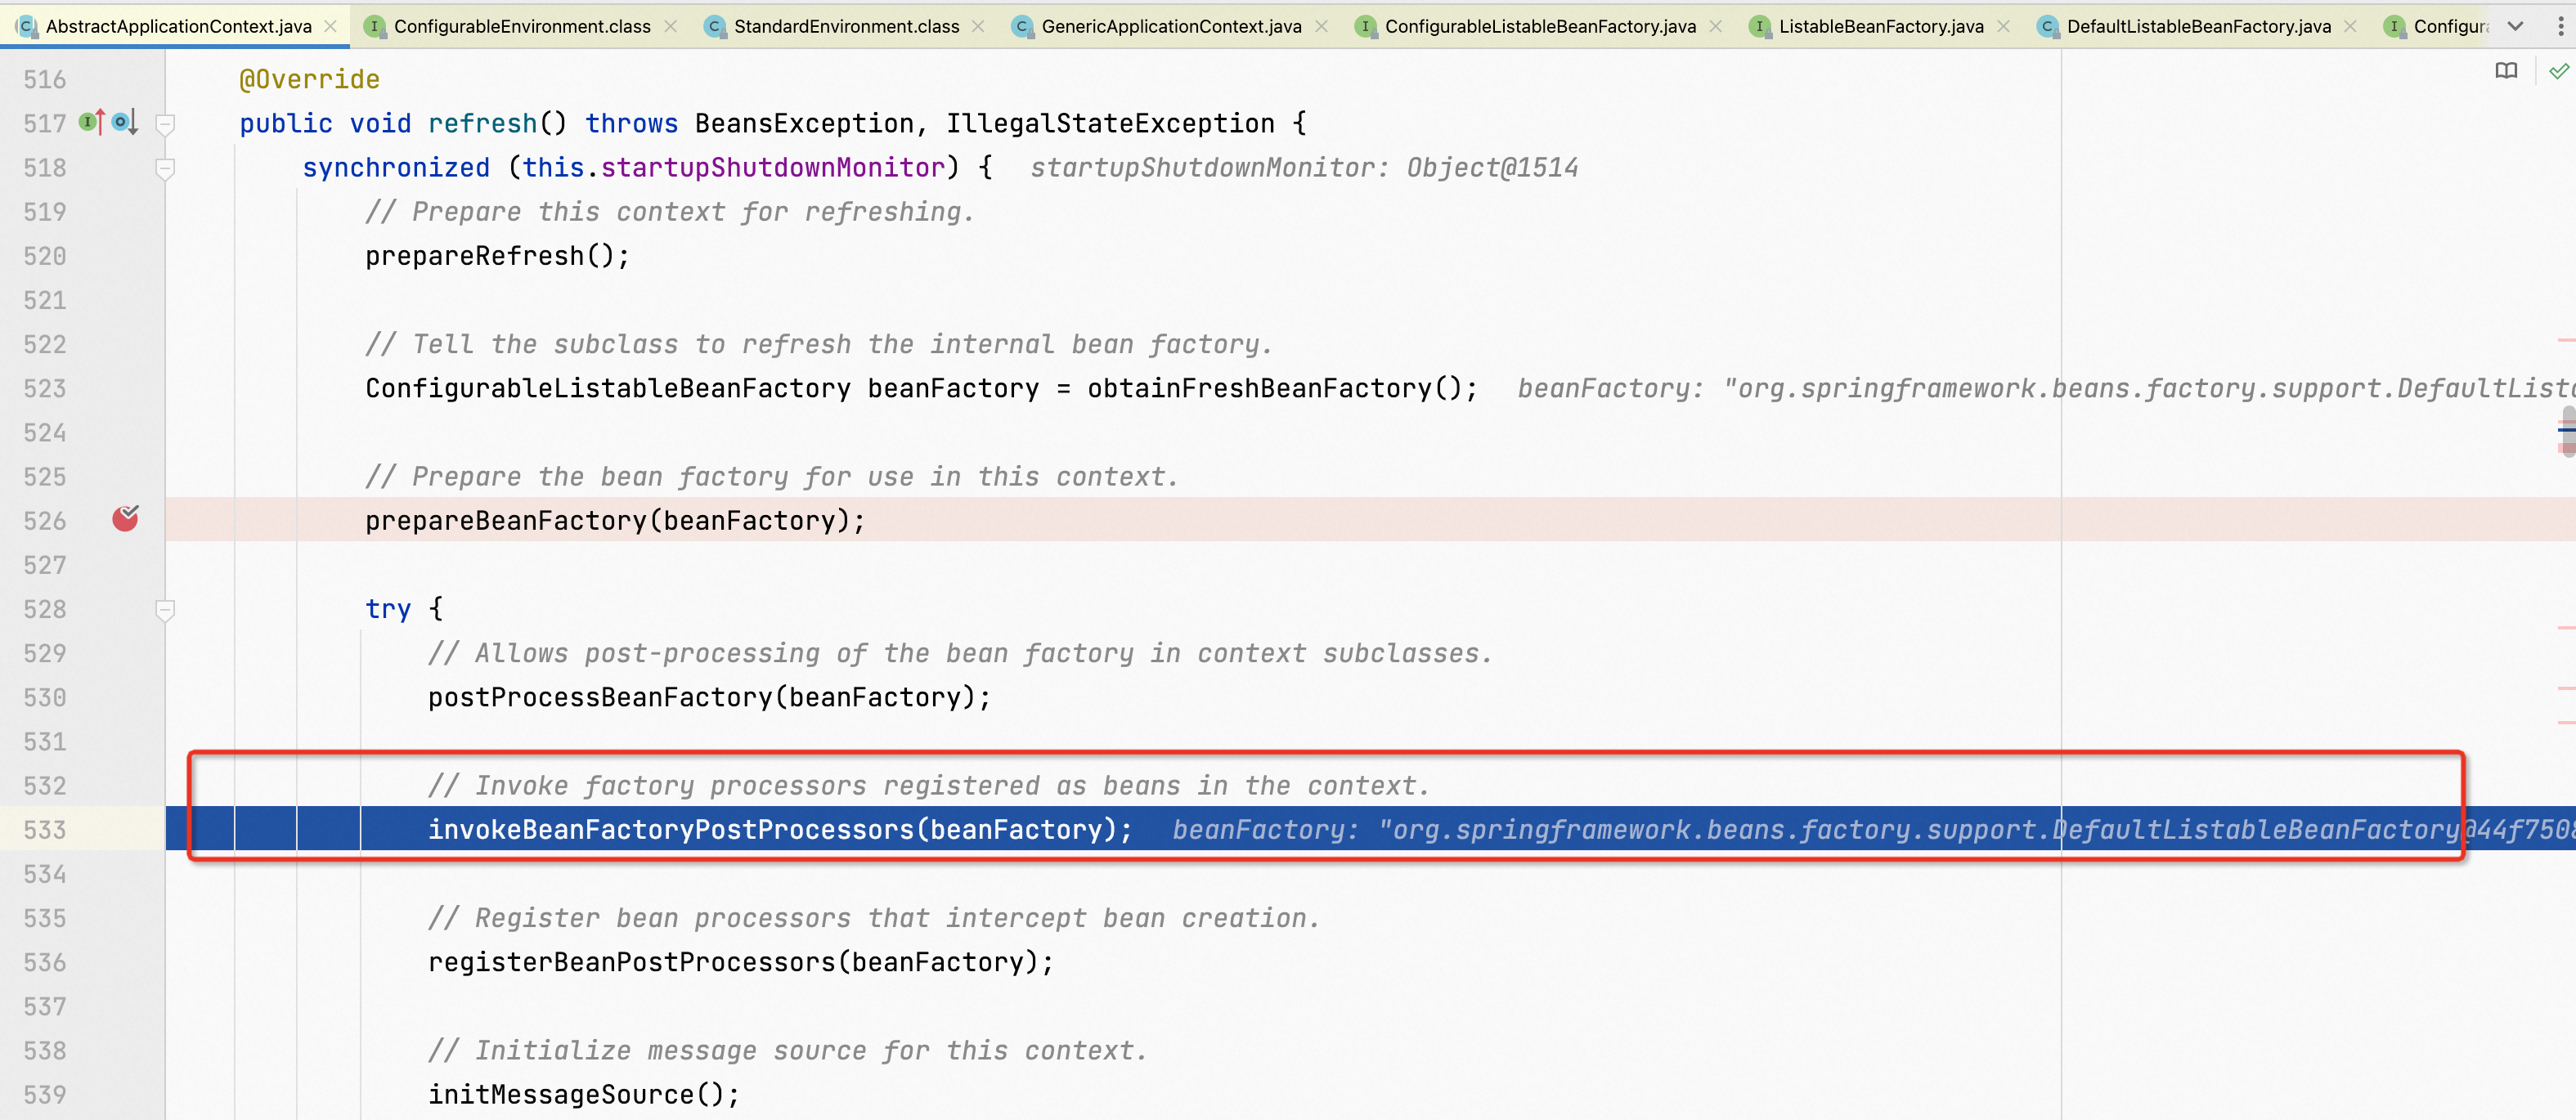 AbstractApplicationContext.java ConfigurableEnvironment.class StandardEnvironment.class GenericApplicationContext.java ConfigurableListableBeanFactory.java ListableBeanFactory.java DefaultListableBeanFactory.java Configura
516 @Override
517 public void refresh() throws BeansException, IllegalStateException {
518 synchronized (this.startupShutdownMonitor) { startupShutdownMonitor: Object@1514
519 // Prepare this context for refreshing.
520 prepareRefresh();
521
522 // Tell the subclass to refresh the internal bean factory.
523 ConfigurableListableBeanFactory beanFactory = obtainFreshBeanFactory(); beanFactory: "org.springframework.beans.factory.support.DefaultLista
524
525 // Prepare the bean factory for use in this context.
526 prepareBeanFactory(beanFactory);
527
528 try {
529 // Allows post-processing of the bean factory in context subclasses.
530 postProcessBeanFactory(beanFactory);
531
532 // Invoke factory processors registered as beans in the context.
533 invokeBeanFactoryPostProcessors(beanFactory); beanFactory: "org.springframework.beans.factory.support.DefaultListableBeanFactory@44f7508
534
535 // Register bean processors that intercept bean creation.
536 registerBeanPostProcessors(beanFactory);
537
538 // Initialize message source for this context.
539 initMessageSource();